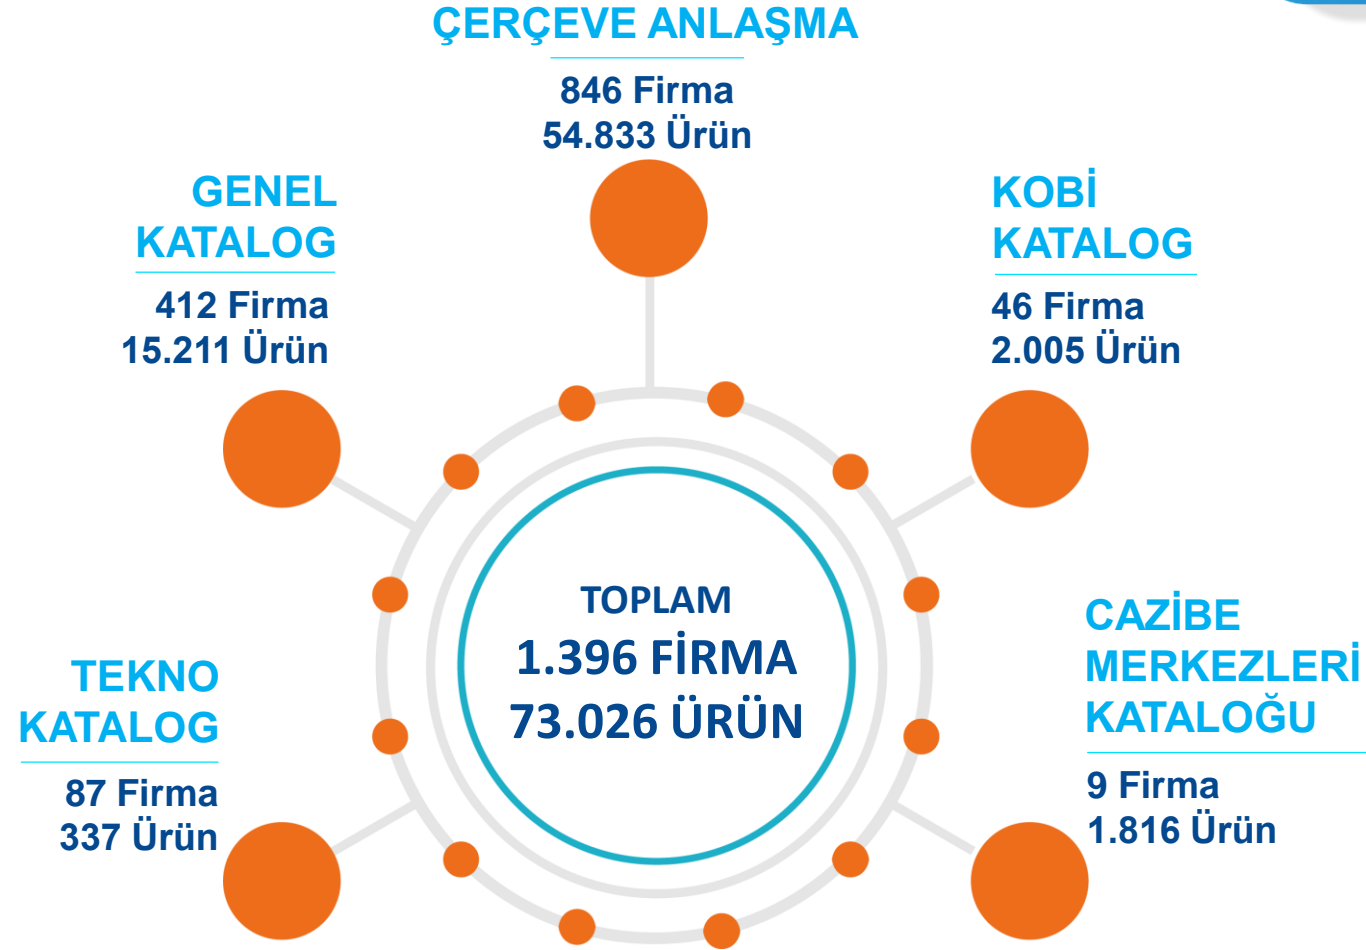 ÇERÇEVE ANLAŞMA
846 Firma
54.833 Ürün
GENEL
KATALOG
412 Firma
15.211 Ürün
KOBİ
KATALOG
46 Firma
2.005 Ürün
TOPLAM
1.396 FİRMA
73.026 ÜRÜN
TEKNO
KATALOG
87 Firma
337 Ürün
CAZİBE
MERKEZLERİ
KATALOĞU
9 Firma
1.816 Ürün